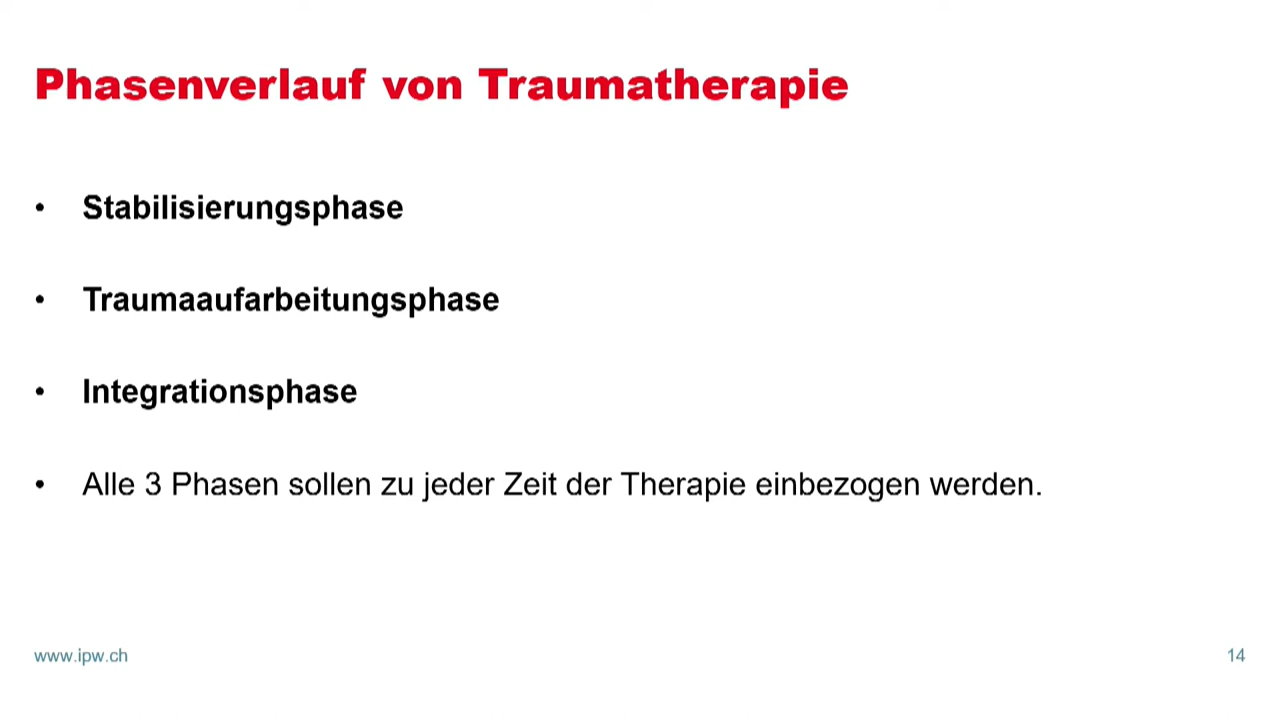 Phasenverlauf von Traumatherapie
• Stabilisierungsphase
• Traumaaufarbeitungsphase
• Integrationsphase
• Alle 3 Phasen sollen zu jeder Zeit der Therapie einbezogen werden.
www.ipw.ch
14